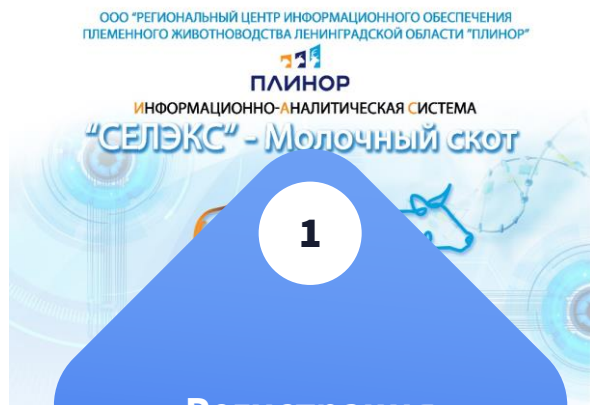 ООО "РЕГИОНАЛЬНЫЙ ЦЕНТР ИНФОРМАЦИОННОГО ОБЕСПЕЧЕНИЯ
ПЛЕМЕННОГО ЖИВОТНОВОДСТВА ЛЕНИНГРАДСКОЙ ОБЛАСТИ "ПЛИНОР"
ПЛИНОР
ИНФОРМАЦИОННО-АНАЛИТИЧЕСКАЯ СИСТЕМА
"СЕЛЭКС" - Молочный скот
1